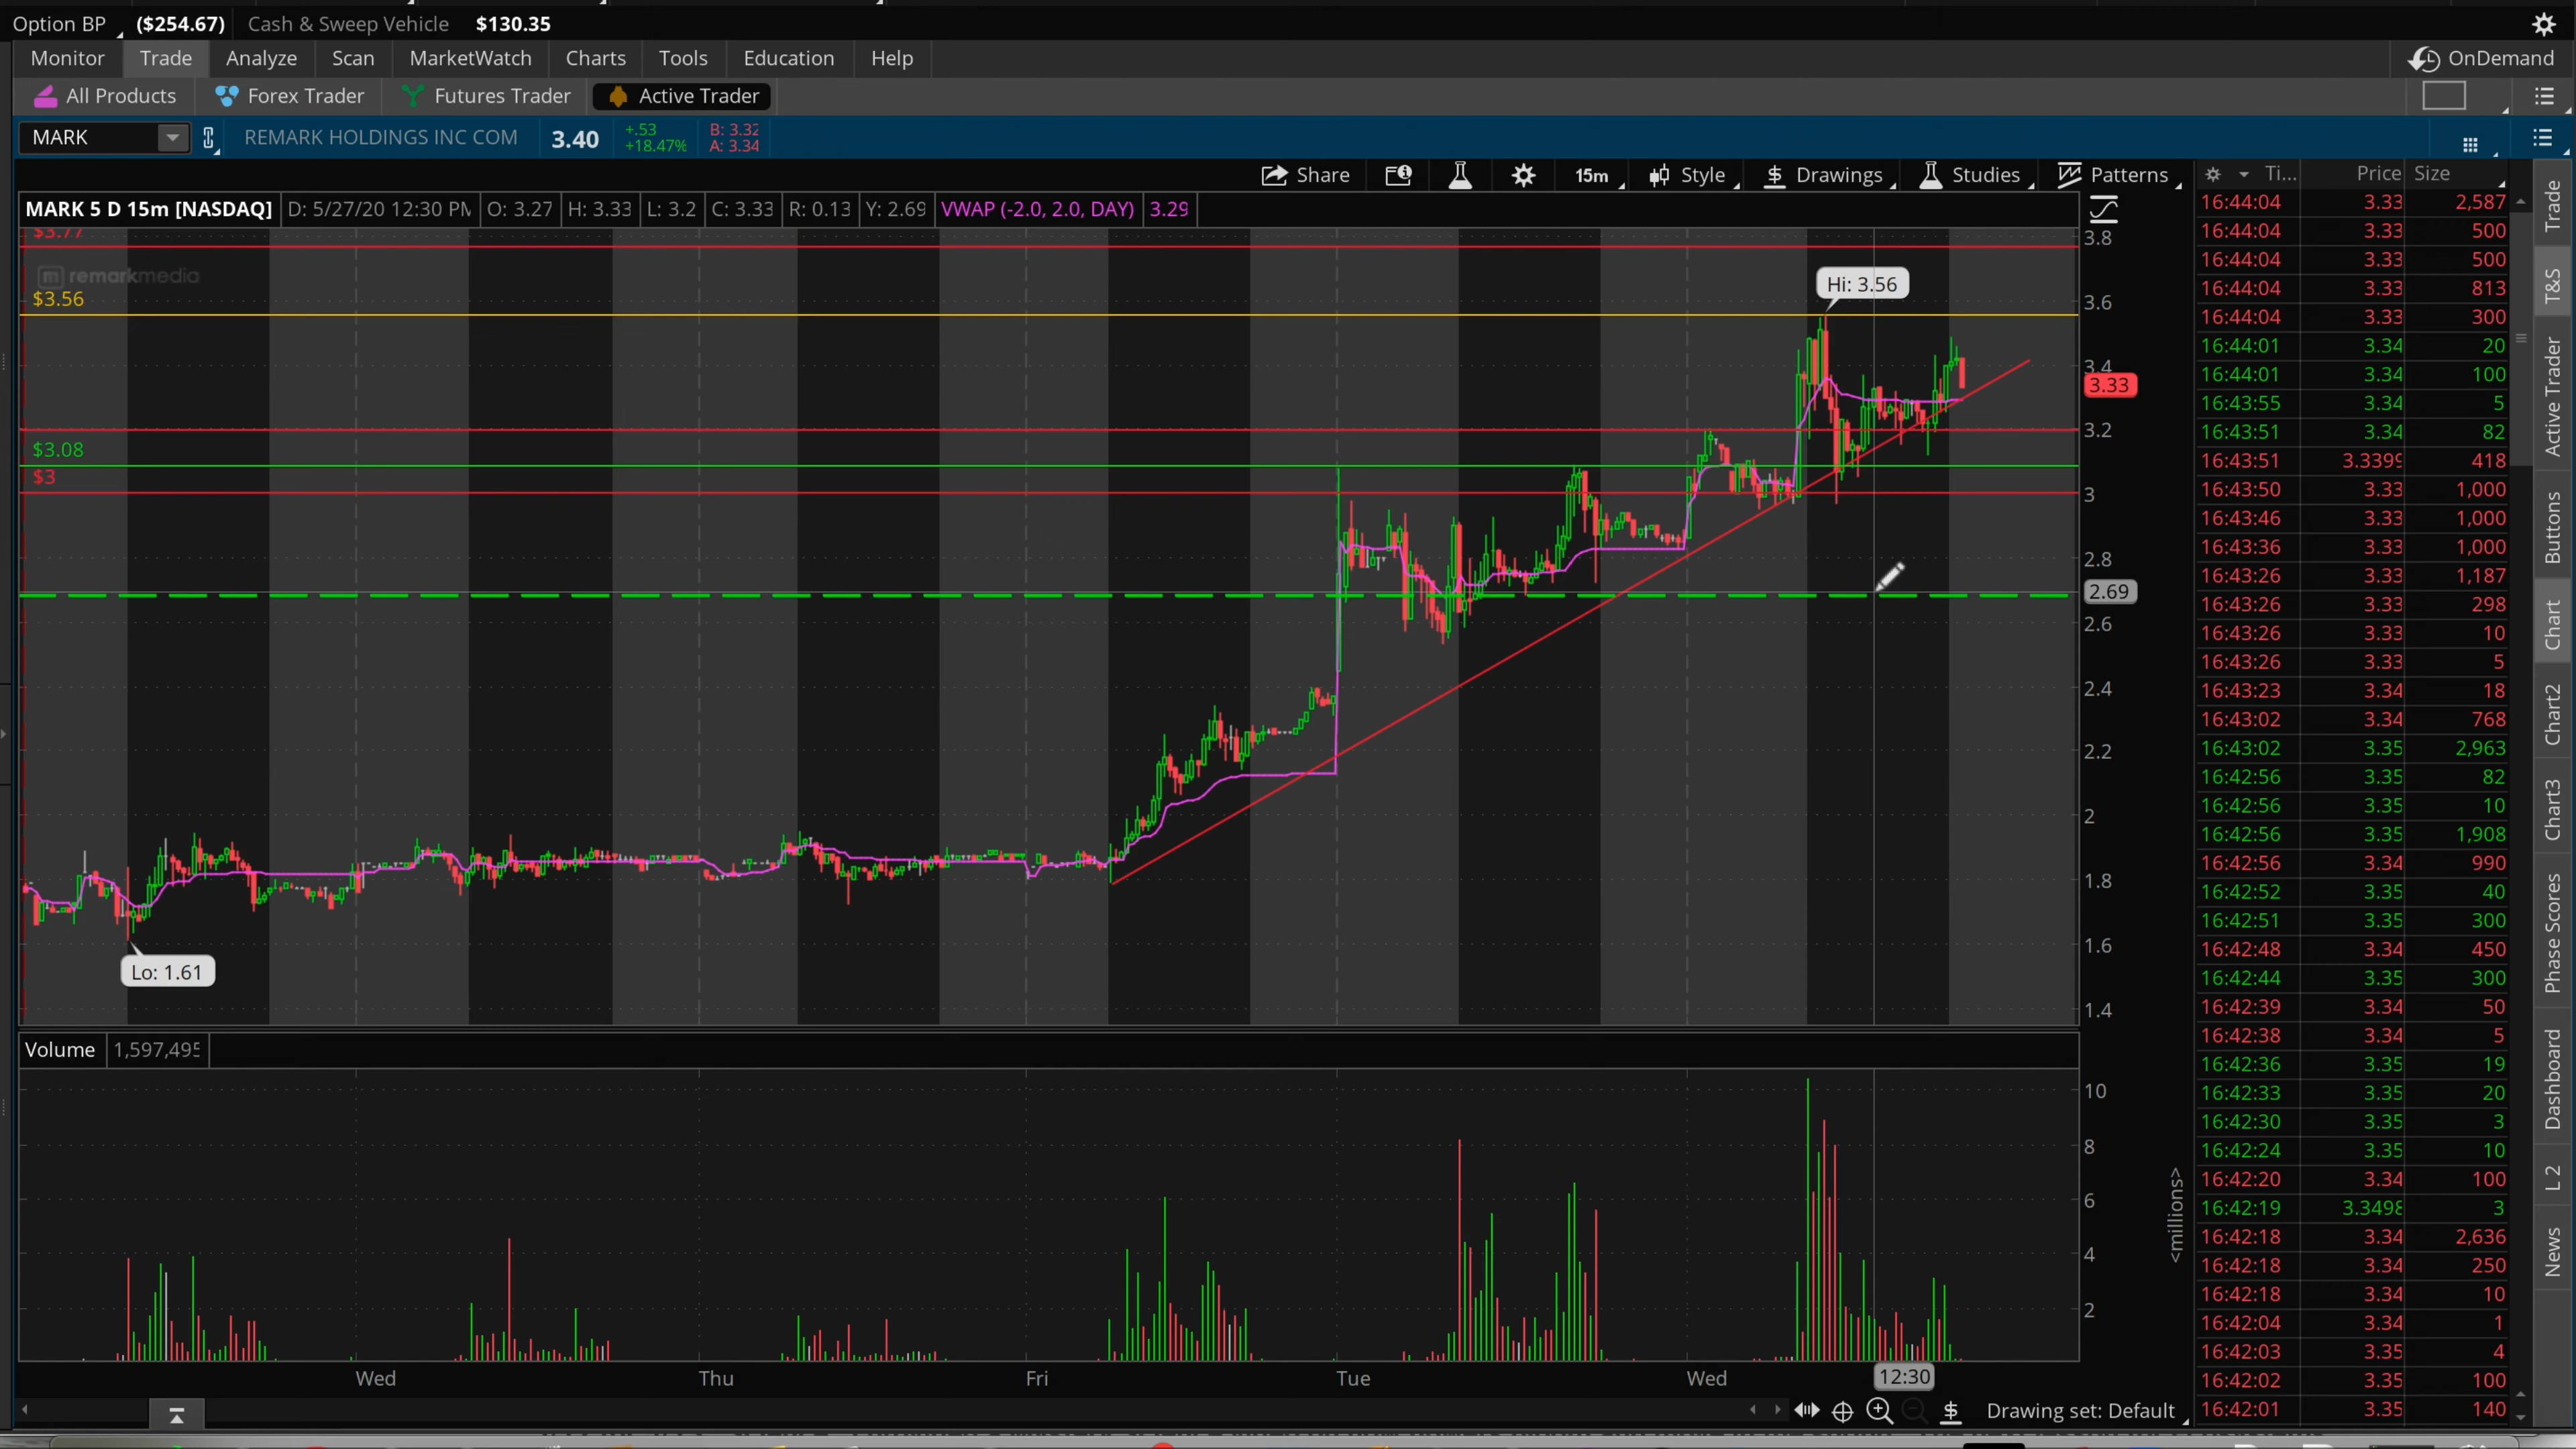 Option BP ($254.67) Cash & Sweep Vehicle $130.35
Monitor Trade Analyze Scan MarketWatch Charts Tools Education Help OnDemand
All Products Forex Trader Futures Trader Active Trader
MARK REMARK HOLDINGS INC COM 3.40 +.53 +18.47% B: 3.32 A: 3.34
Share 15m Style Drawings Studies Patterns
MARK 5 D 15m [NASDAQ] D: 5/27/20 12:30 O: 3.27 H: 3.33 L: 3.2 C: 3.33 R: 0.13 Y: 2.69 VWAP (-2.0, 2.0, DAY) 3.29
$3.77
remarkmedia
$3.56
Hi: 3.56
$3.08
$3
Lo: 1.61
3.8
3.6
3.4
3.33
3.2
3
2.8
2.69
2.6
2.4
2.2
2
1.8
1.6
1.4
Volume 1,597,495
10
8
6
4
2
<millions>
Wed Thu Fri Tue Wed 12:30
Drawing set: Default
Ti... Price Size
16:44:04 3.33 2,587
16:44:04 3.33 500
16:44:04 3.33 500
16:44:04 3.33 813
16:44:04 3.33 300
16:44:01 3.34 20
16:44:01 3.34 100
16:43:55 3.34 5
16:43:51 3.34 82
16:43:51 3.3399 418
16:43:50 3.33 1,000
16:43:46 3.33 1,000
16:43:36 3.33 1,000
16:43:26 3.33 1,187
16:43:26 3.33 298
16:43:26 3.33 10
16:43:26 3.33 5
16:43:23 3.34 18
16:43:02 3.34 768
16:43:02 3.35 2,963
16:42:56 3.35 82
16:42:56 3.35 10
16:42:56 3.35 1,908
16:42:56 3.34 990
16:42:52 3.35 40
16:42:51 3.35 300
16:42:48 3.34 450
16:42:44 3.35 300
16:42:39 3.34 50
16:42:38 3.34 5
16:42:36 3.35 19
16:42:33 3.35 20
16:42:30 3.35 3
16:42:24 3.35 10
16:42:20 3.34 100
16:42:19 3.3498 3
16:42:18 3.34 2,636
16:42:18 3.34 250
16:42:18 3.34 10
16:42:04 3.34 1
16:42:03 3.35 4
16:42:02 3.35 100
16:42:01 3.35 140
Trade
T&S
Active Trader
Buttons
Chart
Chart2
Chart3
Phase Scores
Dashboard
L 2
News